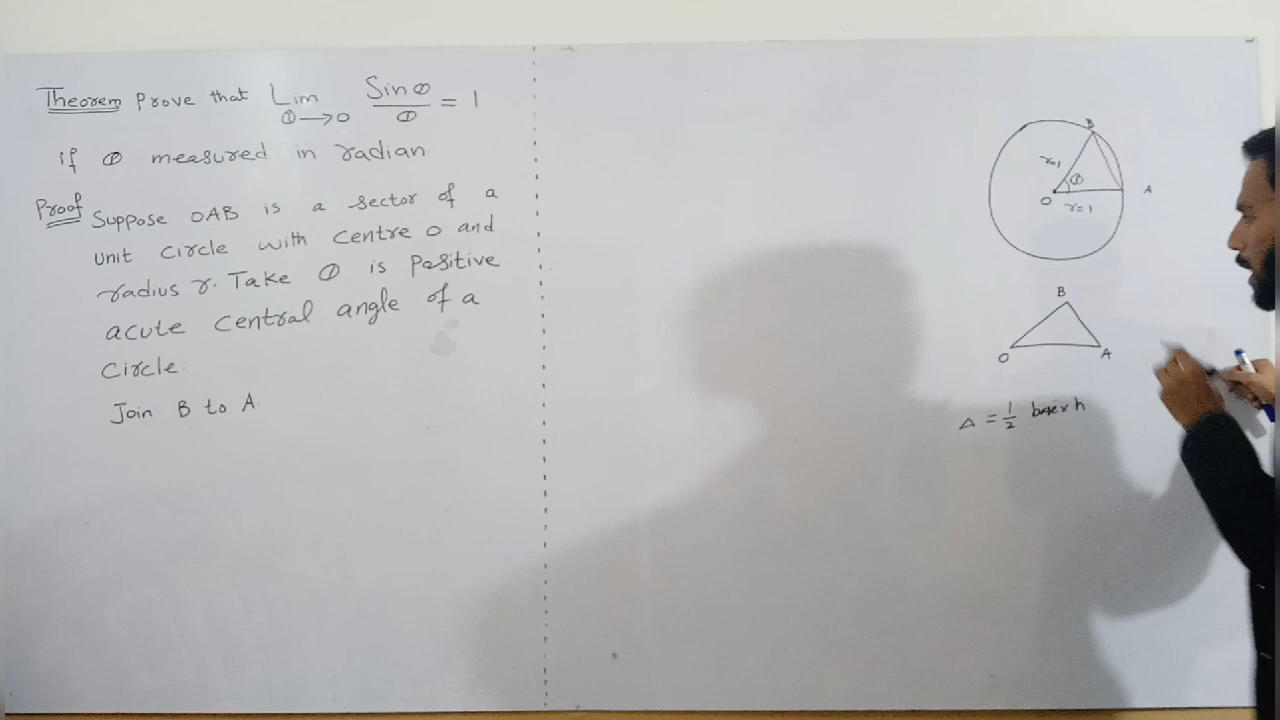 Theorem Prove that Lim θ→0 Sin θ / θ = 1
if θ measured in radian.
Proof Suppose OAB is a sector of a
unit circle with centre O and
radius r. Take θ is Positive
acute central angle of a
circle.
Join B to A.
B
r=1
θ
A
O
r=1
B
O
A
Δ = 1/2 base x h